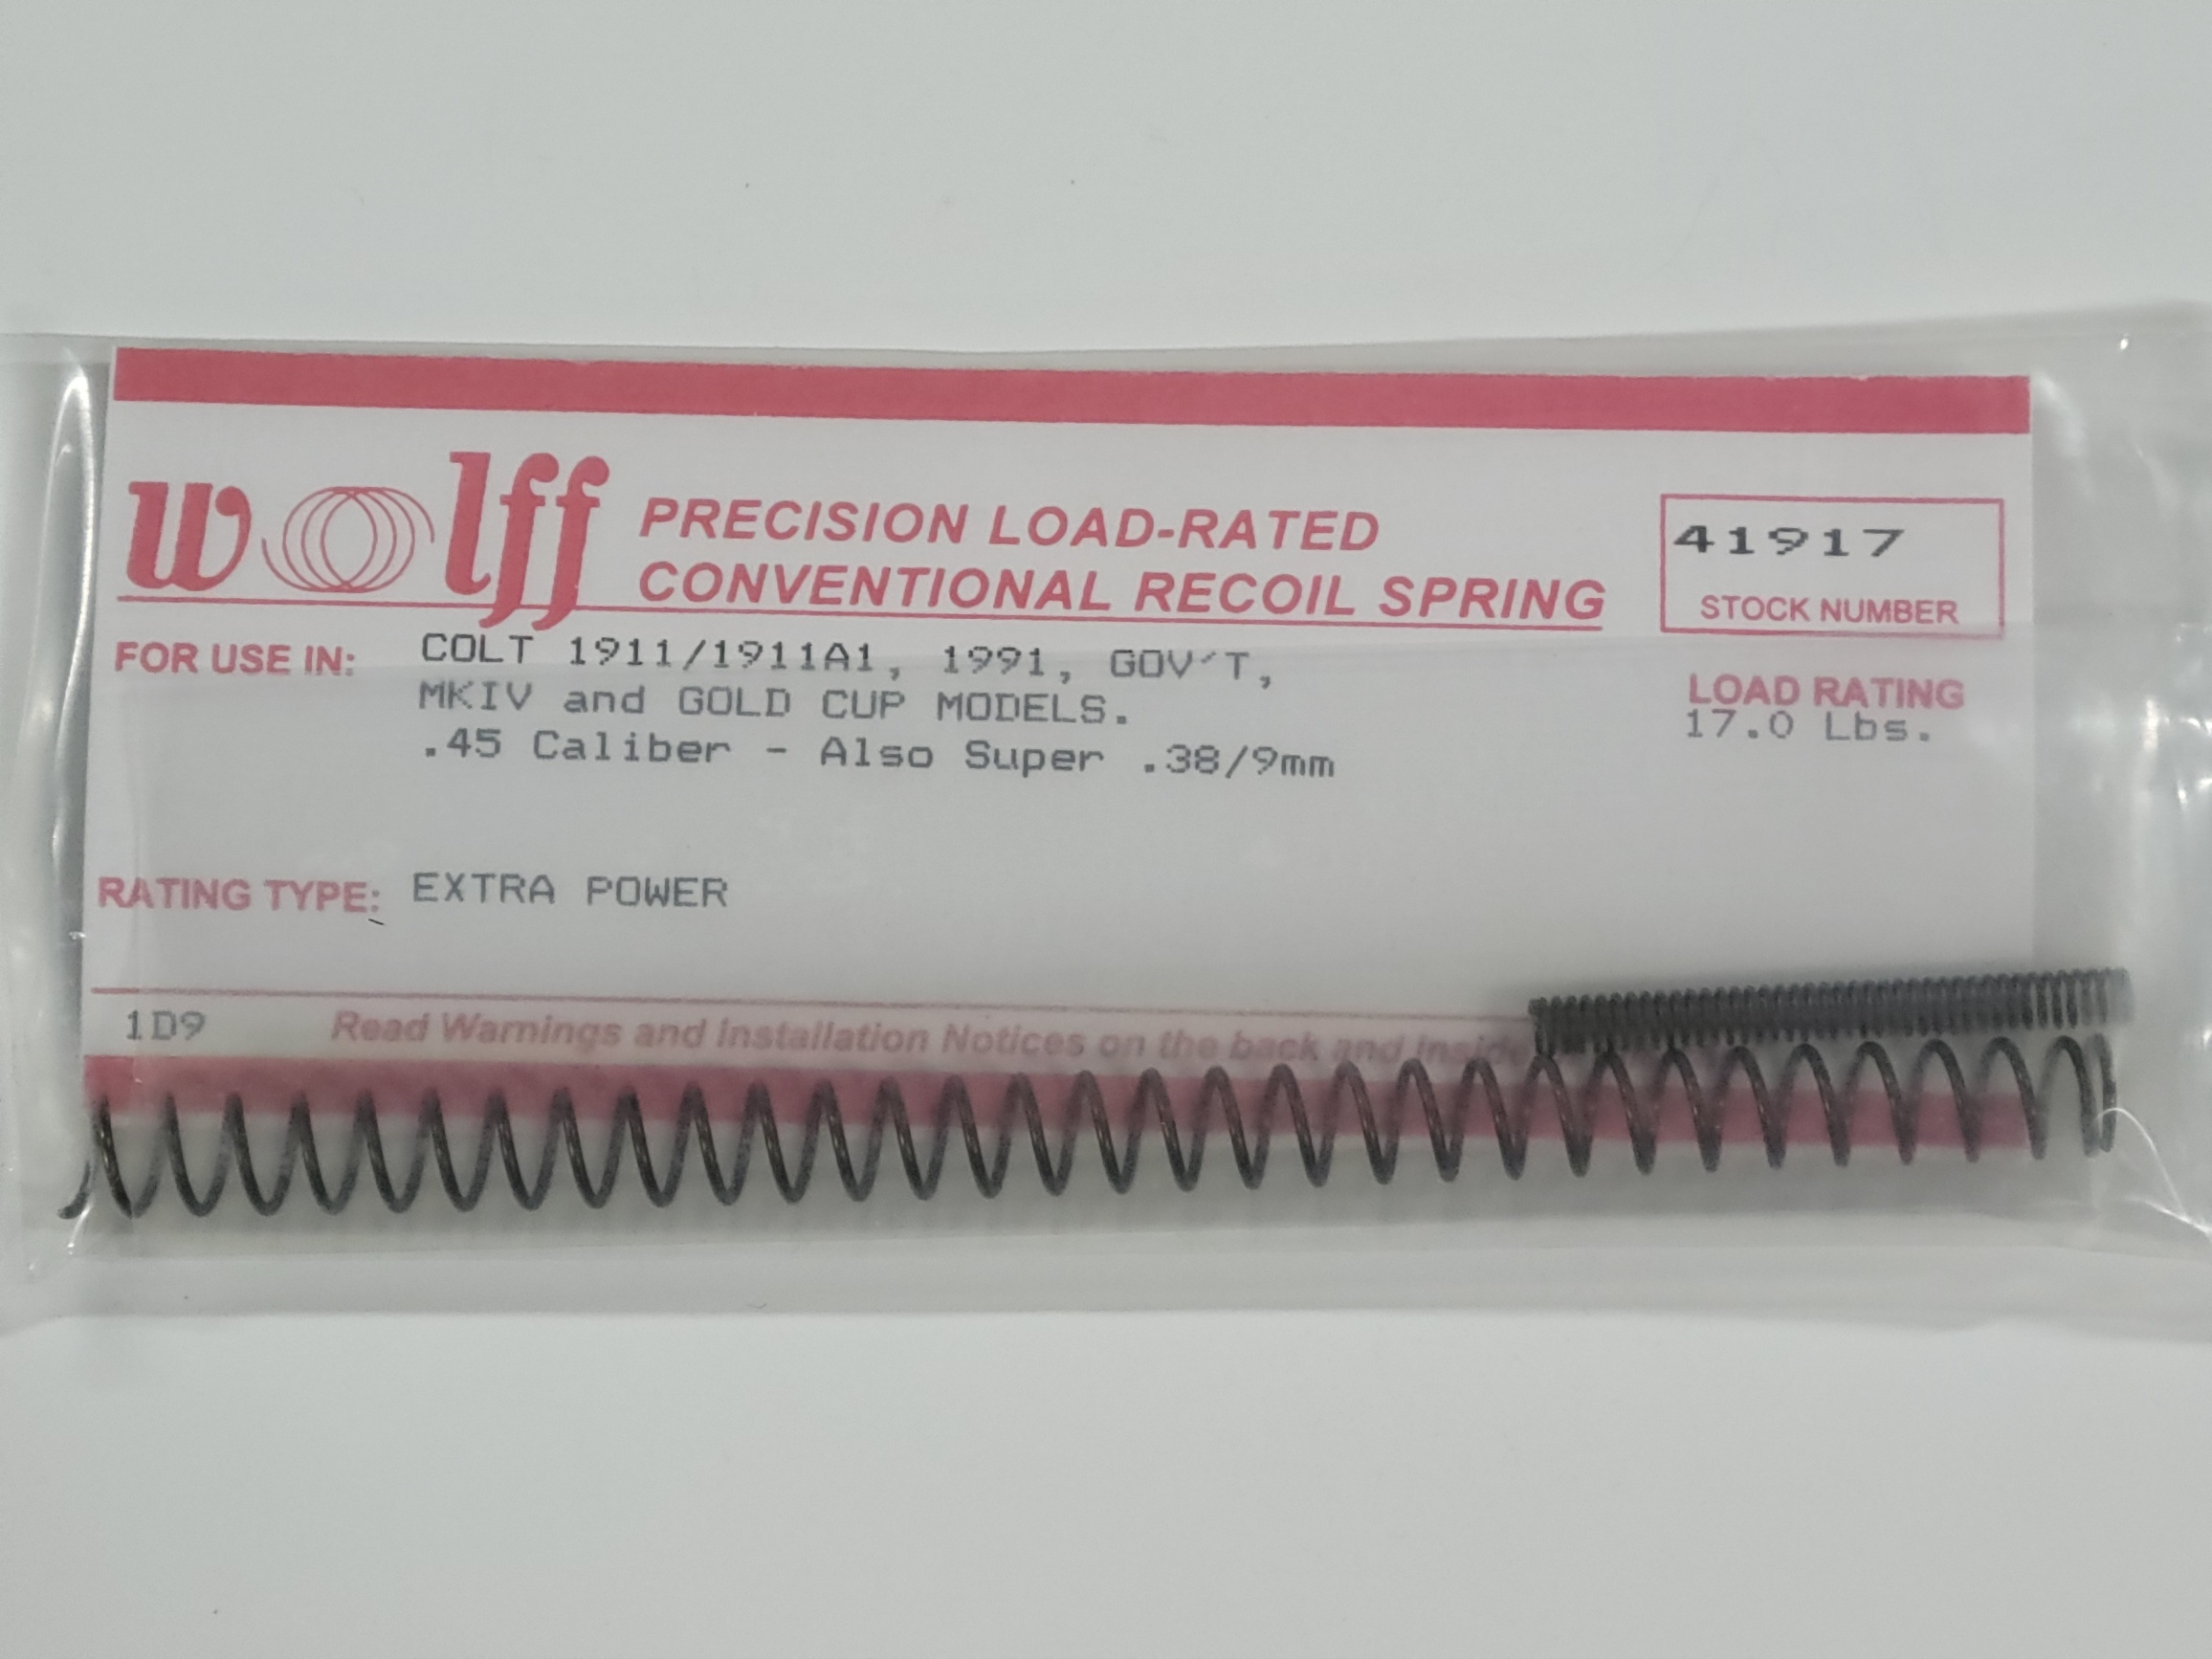 wolff
PRECISION LOAD-RATED
CONVENTIONAL RECOIL SPRING
41917
STOCK NUMBER
FOR USE IN: COLT 1911/1911A1, 1991, GOV'T,
MKIV and GOLD CUP MODELS.
.45 Caliber - Also Super .38/9mm
LOAD RATING
17.0 Lbs.
RATING TYPE: EXTRA POWER
1D9
Read Warnings and Installation Notices on the back and inside